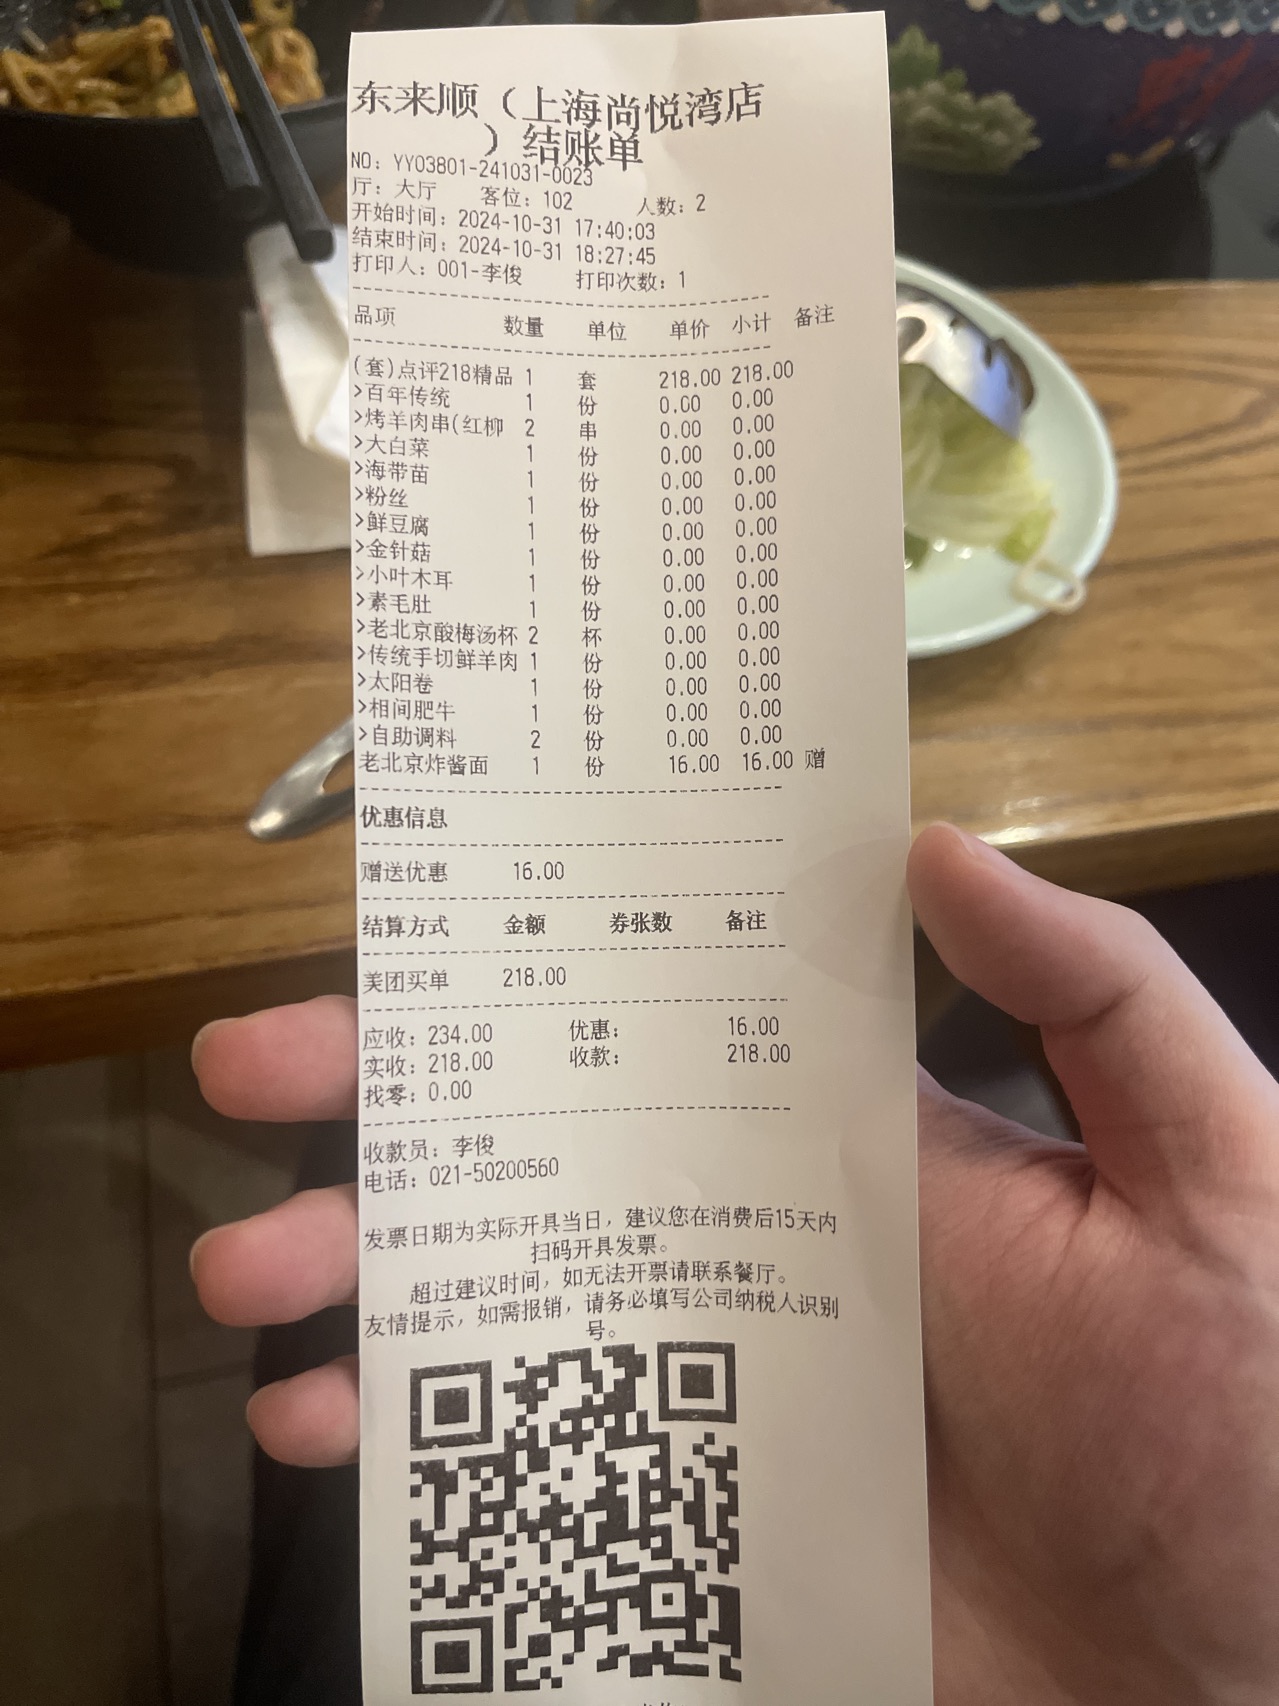 东来顺（上海尚悦湾店
）结账单
NO: YY03801-241031-0023
厅: 大厅 客位: 102 人数: 2
开始时间: 2024-10-31 17:40:03
结束时间: 2024-10-31 18:27:45
打印人: 001-李俊 打印次数: 1
品项 数量 单位 单价 小计 备注
(套)点评218精品 1 套 218.00 218.00
>百年传统 1 份 0.00 0.00
>烤羊肉串(红柳 2 串 0.00 0.00
>大白菜 1 份 0.00 0.00
>海带苗 1 份 0.00 0.00
>粉丝 1 份 0.00 0.00
>鲜豆腐 1 份 0.00 0.00
>金针菇 1 份 0.00 0.00
>小叶木耳 1 份 0.00 0.00
>素毛肚 1 份 0.00 0.00
>老北京酸梅汤杯 2 杯 0.00 0.00
>传统手切鲜羊肉 1 份 0.00 0.00
>太阳卷 1 份 0.00 0.00
>相间肥牛 1 份 0.00 0.00
>自助调料 2 份 0.00 0.00
老北京炸酱面 1 份 16.00 16.00 赠
优惠信息
赠送优惠 16.00
结算方式 金额 券张数 备注
美团买单 218.00
应收: 234.00 优惠: 16.00
实收: 218.00 收款: 218.00
找零: 0.00
收款员: 李俊
电话: 021-50200560
发票日期为实际开具当日，建议您在消费后15天内
扫码开具发票。
超过建议时间，如无法开票请联系餐厅。
友情提示，如需报销，请务必填写公司纳税人识别
号。